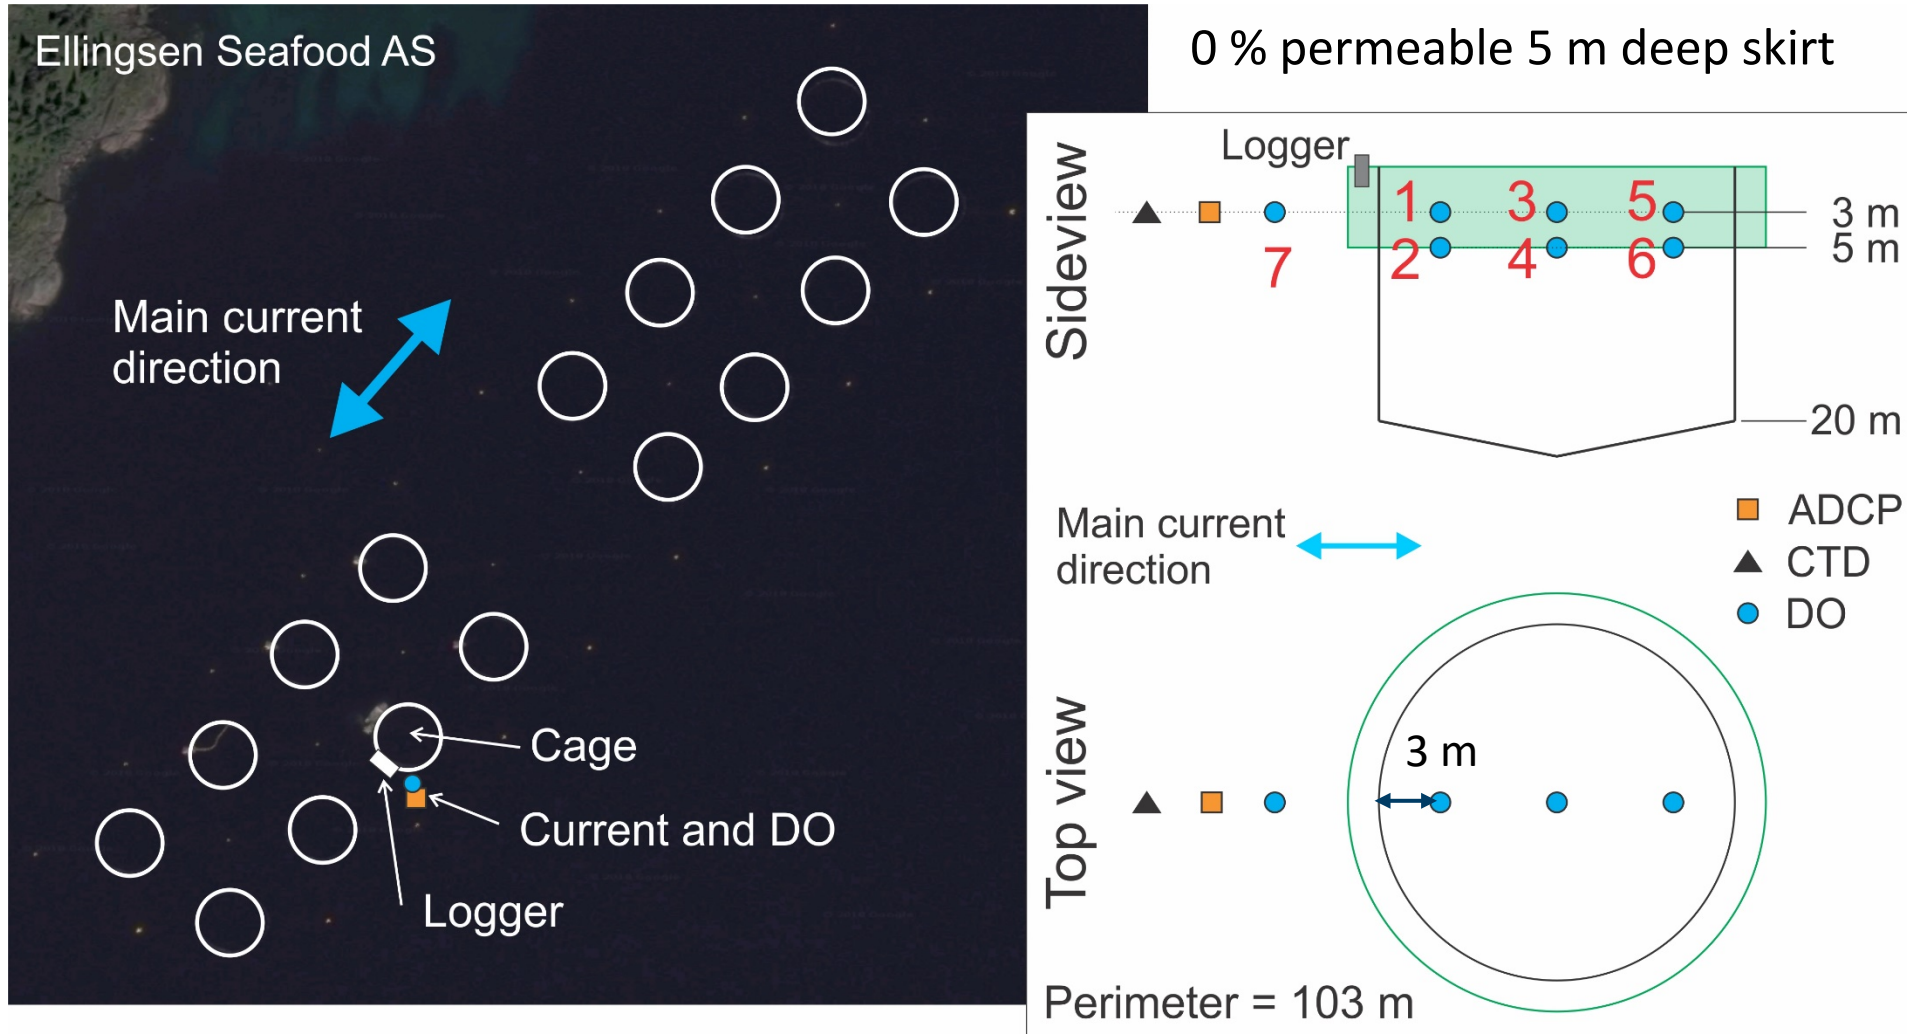 Ellingsen Seafood AS
Main current
direction
Cage
Current and DO
Logger
0 % permeable 5 m deep skirt
Sideview
Logger
1
3
5
3 m
2
4
6
5 m
7
20 m
Main current
direction
ADCP
CTD
DO
Top view
3 m
Perimeter = 103 m